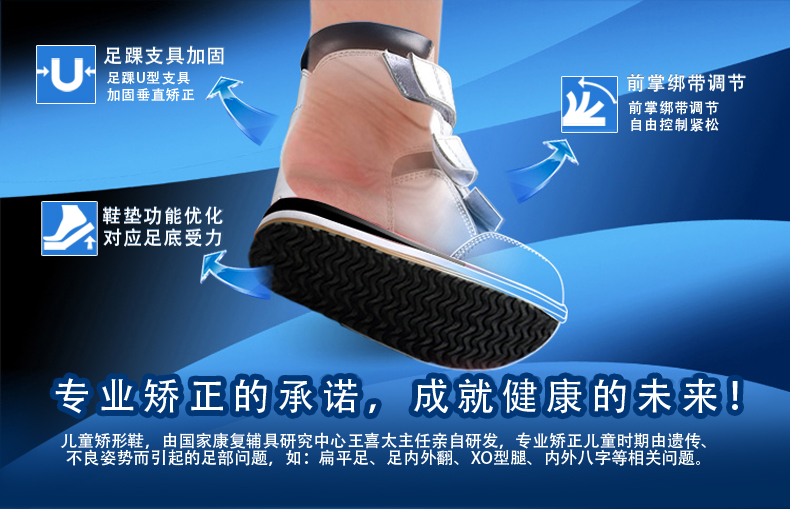 足踝支具加固
足踝U型支具
加固垂直矫正
前掌绑带调节
前掌绑带调节
自由控制紧松
鞋垫功能优化
对应足底受力
专业矫正的承诺，成就健康的未来！
儿童矫形鞋，由国家康复辅具研究中心王喜太主任亲自研发，专业矫正儿童时期由遗传、
不良姿势而引起的足部问题，如：扁平足、足内外翻、XO型腿、内外八字等相关问题。